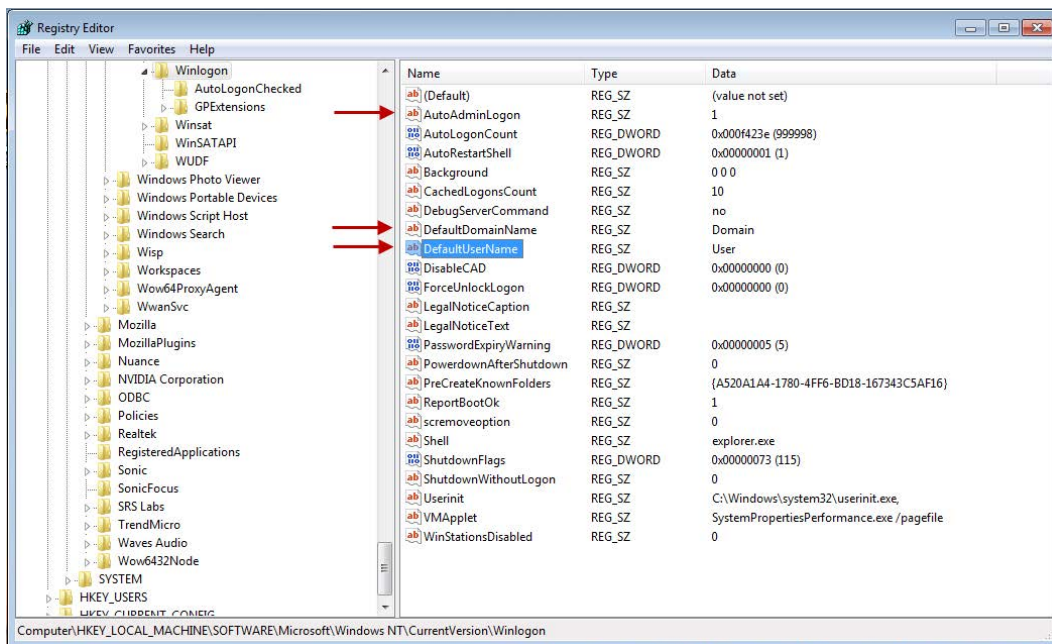 Registry Editor
File Edit View Favorites Help
Winlogon
AutoLogonChecked
GPExtensions
Winsat
WinSATAPI
WUDF
Windows Photo Viewer
Windows Portable Devices
Windows Script Host
Windows Search
Wisp
Workspaces
Wow64ProxyAgent
WwanSvc
Mozilla
MozillaPlugins
Nuance
NVIDIA Corporation
ODBC
Policies
Realtek
RegisteredApplications
Sonic
SonicFocus
SRS Labs
TrendMicro
Waves Audio
Wow6432Node
SYSTEM
HKEY_USERS
HKEY_CURRENT_CONFIG
Name Type Data
(Default) REG_SZ (value not set)
AutoAdminLogon REG_SZ 1
AutoLogonCount REG_DWORD 0x000f423e (999998)
AutoRestartShell REG_DWORD 0x00000001 (1)
Background REG_SZ 0 0 0
CachedLogonsCount REG_SZ 10
DebugServerCommand REG_SZ no
DefaultDomainName REG_SZ Domain
DefaultUserName REG_SZ User
DisableCAD REG_DWORD 0x00000000 (0)
ForceUnlockLogon REG_DWORD 0x00000000 (0)
LegalNoticeCaption REG_SZ
LegalNoticeText REG_SZ
PasswordExpiryWarning REG_DWORD 0x00000005 (5)
PowerdownAfterShutdown REG_SZ 0
PreCreateKnownFolders REG_SZ {A520A1A4-1780-4FF6-BD18-167343C5AF16}
ReportBootOk REG_SZ 1
scremoveoption REG_SZ 0
Shell REG_SZ explorer.exe
ShutdownFlags REG_DWORD 0x00000073 (115)
ShutdownWithoutLogon REG_SZ 0
Userinit REG_SZ C:\Windows\system32\userinit.exe,
VMApplet REG_SZ SystemPropertiesPerformance.exe /pagefile
WinStationsDisabled REG_SZ 0
Computer\HKEY_LOCAL_MACHINE\SOFTWARE\Microsoft\Windows NT\CurrentVersion\Winlogon